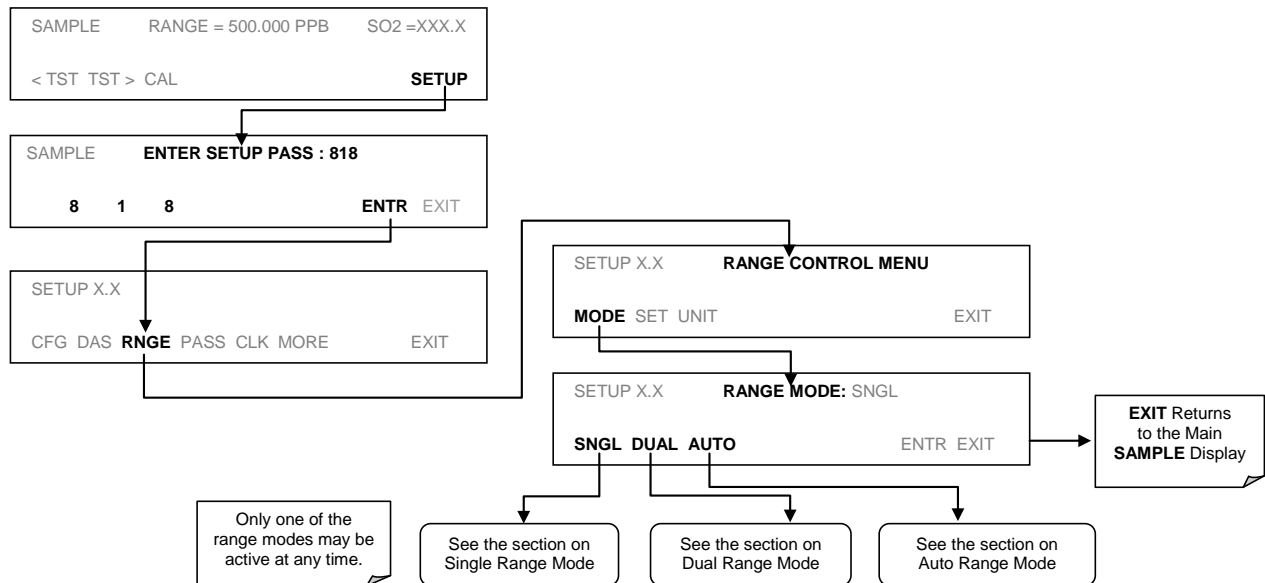 SAMPLE RANGE = 500.000 PPB SO2 =XXX.X
< TST TST > CAL SETUP
SAMPLE ENTER SETUP PASS : 818
8 1 8 ENTR EXIT
SETUP X.X
CFG DAS RNGE PASS CLK MORE EXIT
SETUP X.X RANGE CONTROL MENU
MODE SET UNIT EXIT
SETUP X.X RANGE MODE: SNGL
SNGL DUAL AUTO ENTR EXIT
EXIT Returns
to the Main
SAMPLE Display
Only one of the
range modes may be
active at any time.
See the section on
Single Range Mode
See the section on
Dual Range Mode
See the section on
Auto Range Mode